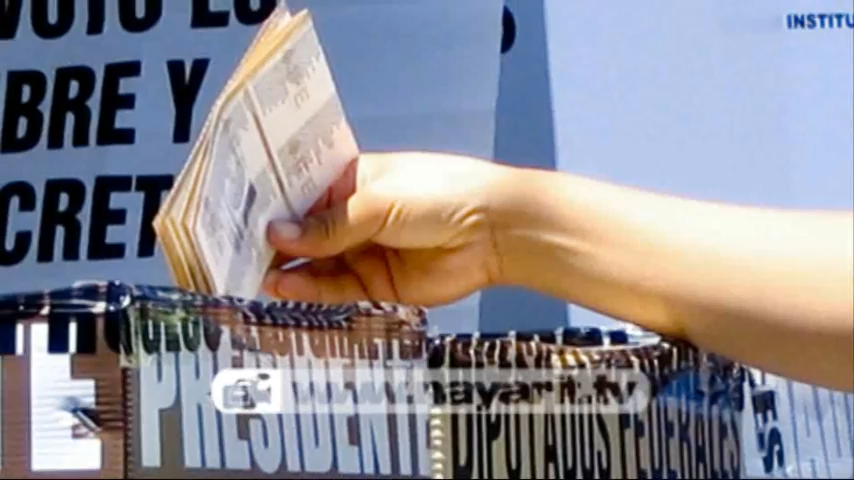 VOTO ES
INSTITU
BRE Y
CRET
PRESIDENT
www.nayarit.tv
DIPUTADOS FEDERALES